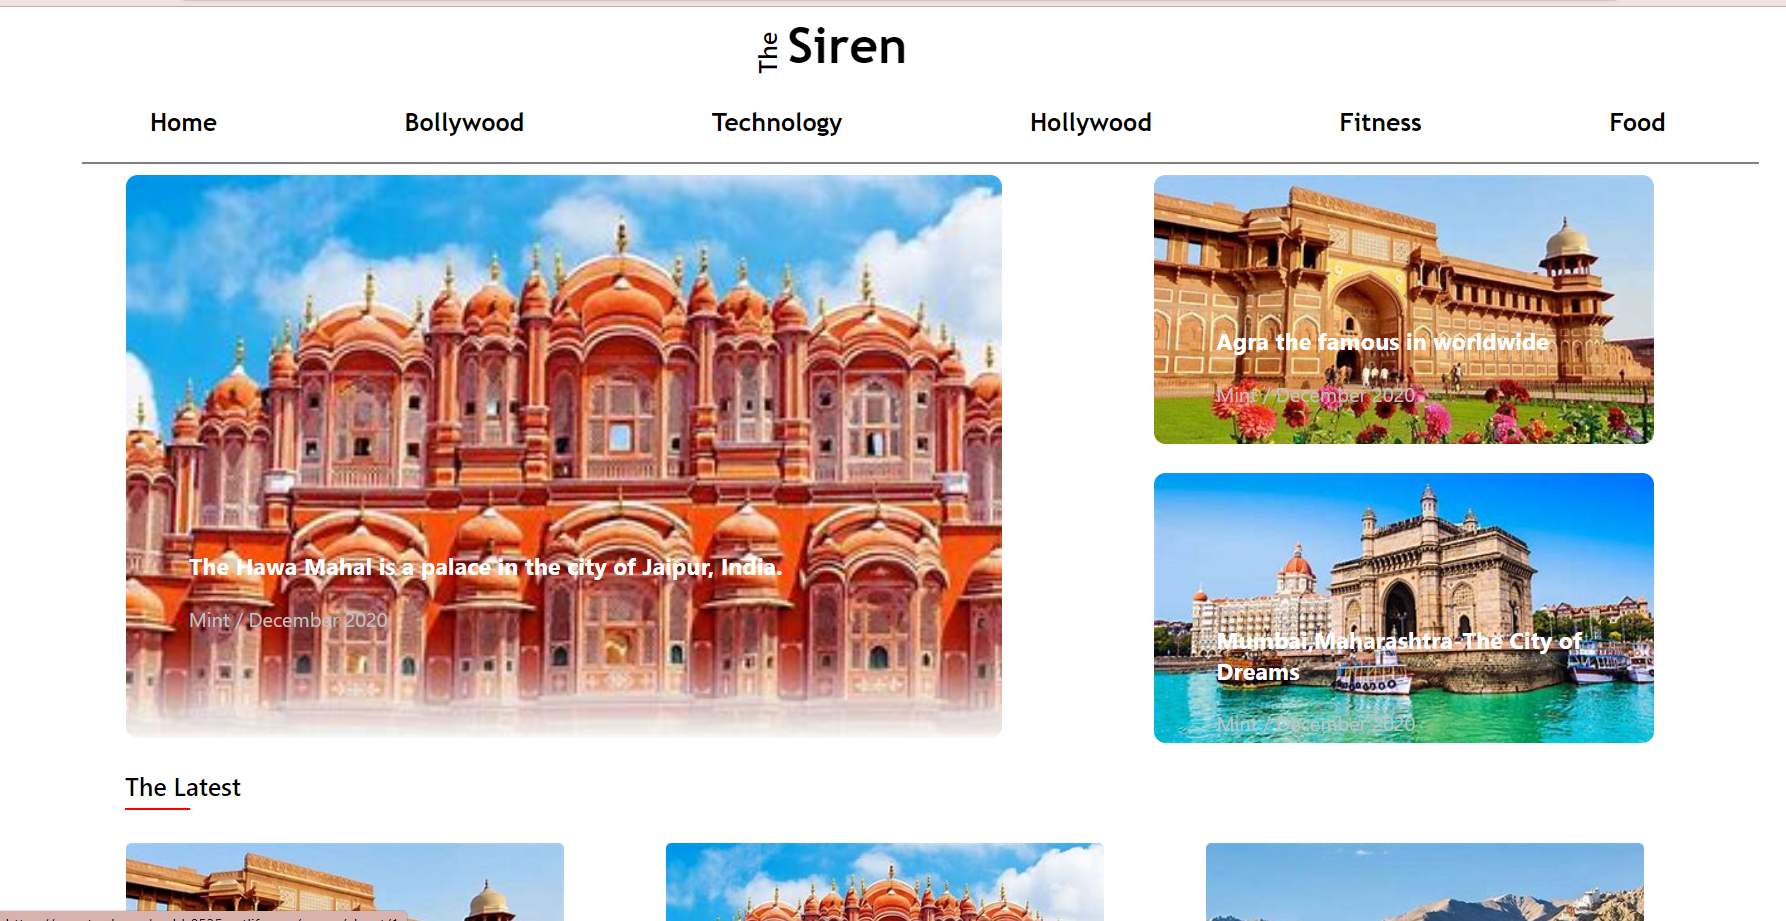 The Siren
Home Bollywood Technology Hollywood Fitness Food
The Hawa Mahal is a palace in the city of Jaipur, India.
Mint / December 2020
Agra the famous in worldwide
Mint / December 2020
Mumbai,Maharashtra-The City of
Dreams
Mint / December 2020
The Latest